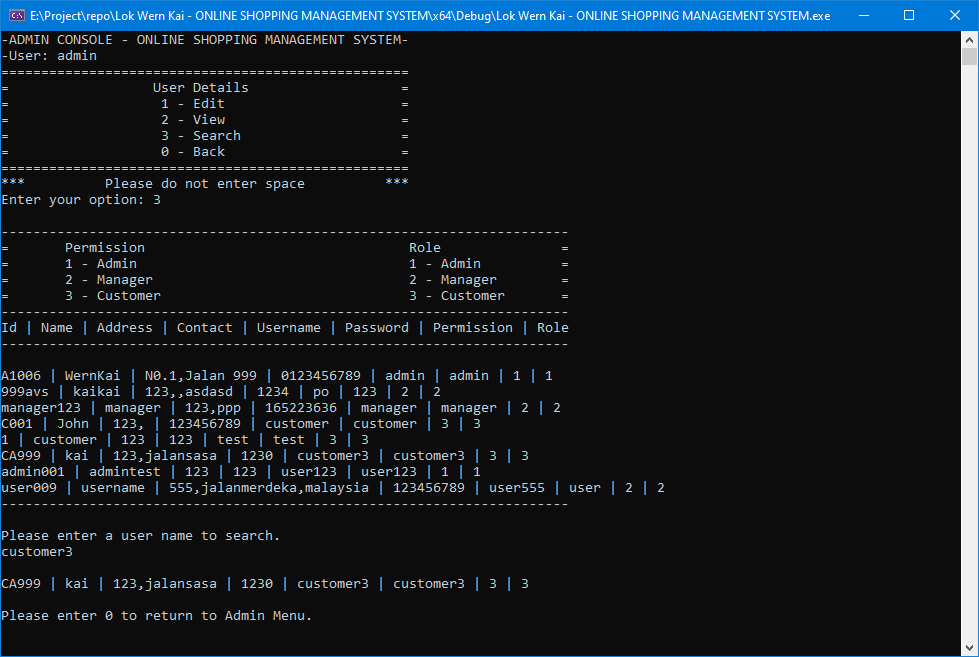 E:\Project\repo\Lok Wern Kai - ONLINE SHOPPING MANAGEMENT SYSTEM\x64\Debug\Lok Wern Kai - ONLINE SHOPPING MANAGEMENT SYSTEM.exe
-ADMIN CONSOLE - ONLINE SHOPPING MANAGEMENT SYSTEM-
-User: admin
===================================================
=                  User Details                   =
=                   1 - Edit                      =
=                   2 - View                      =
=                   3 - Search                    =
=                   0 - Back                      =
===================================================
***          Please do not enter space          ***
Enter your option: 3
-----------------------------------------------------------------------
=       Permission                                 Role               =
=       1 - Admin                                  1 - Admin          =
=       2 - Manager                                2 - Manager        =
=       3 - Customer                               3 - Customer       =
-----------------------------------------------------------------------
Id | Name | Address | Contact | Username | Password | Permission | Role
-----------------------------------------------------------------------
A1006 | WernKai | N0.1,Jalan 999 | 0123456789 | admin | admin | 1 | 1
999avs | kaikai | 123,,asdasd | 1234 | po | 123 | 2 | 2
manager123 | manager | 123,ppp | 165223636 | manager | manager | 2 | 2
C001 | John | 123, | 123456789 | customer | customer | 3 | 3
1 | customer | 123 | 123 | test | test | 3 | 3
CA999 | kai | 123,jalansasa | 1230 | customer3 | customer3 | 3 | 3
admin001 | admintest | 123 | 123 | user123 | user123 | 1 | 1
user009 | username | 555,jalanmerdeka,malaysia | 123456789 | user555 | user | 2 | 2
-----------------------------------------------------------------------
Please enter a user name to search.
customer3
CA999 | kai | 123,jalansasa | 1230 | customer3 | customer3 | 3 | 3
Please enter 0 to return to Admin Menu.